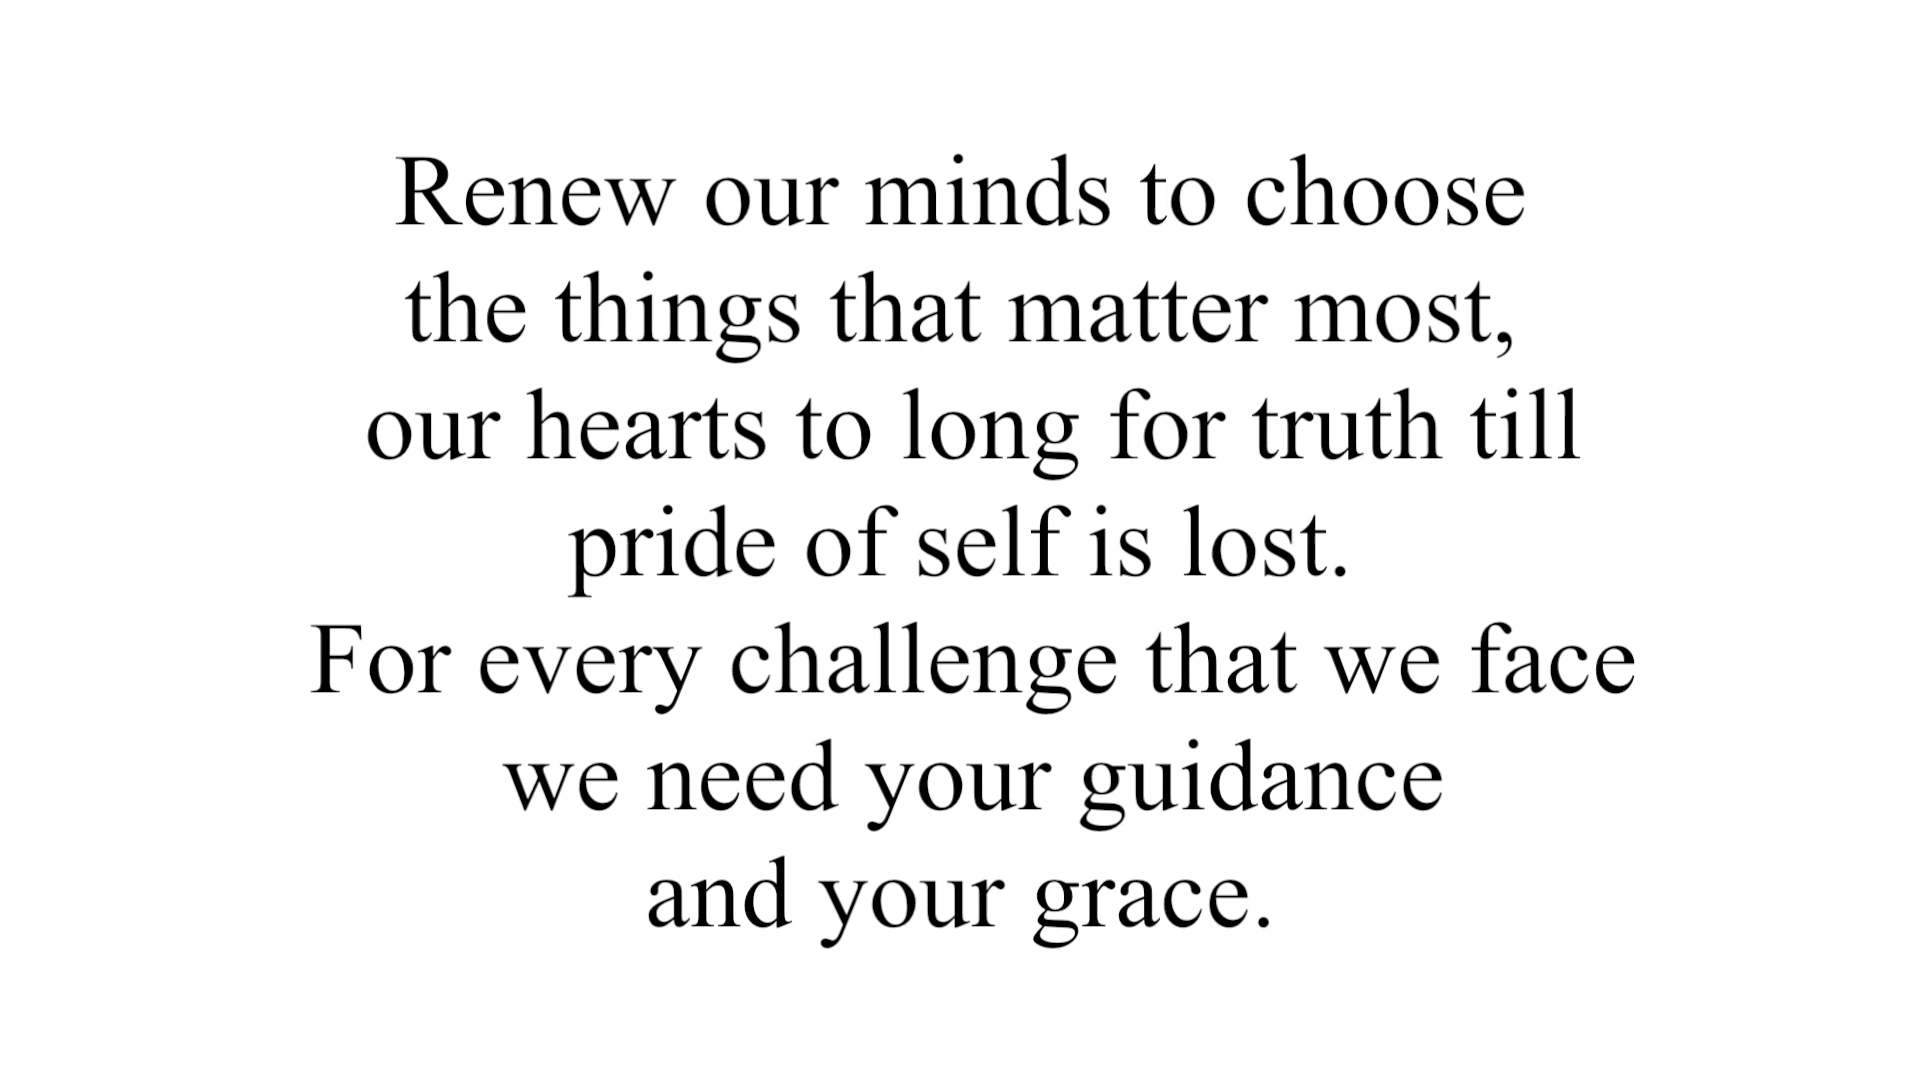 Renew our minds to choose
the things that matter most,
our hearts to long for truth till
pride of self is lost.
For every challenge that we face
we need your guidance
and your grace.